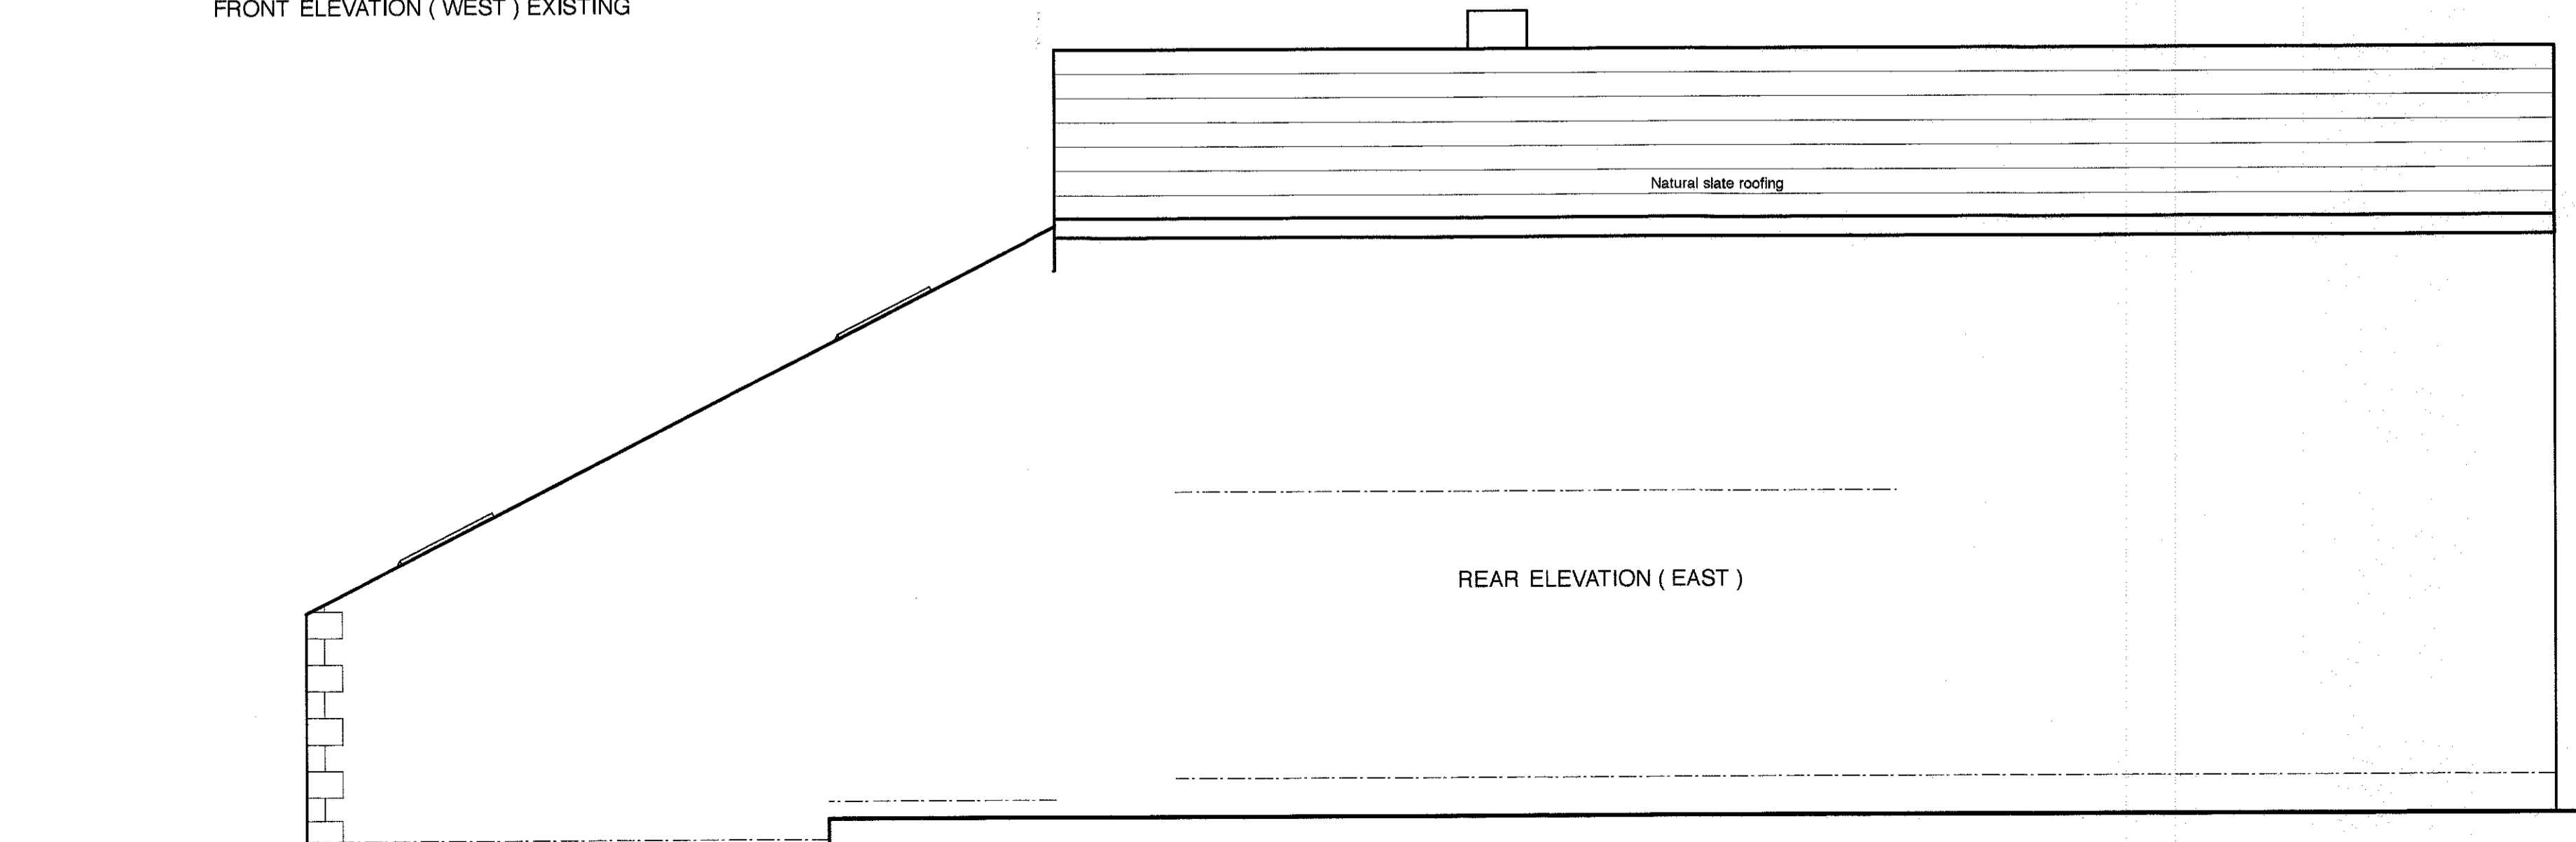 FRONT ELEVATION ( WEST ) EXISTING
Natural slate roofing
REAR ELEVATION ( EAST )